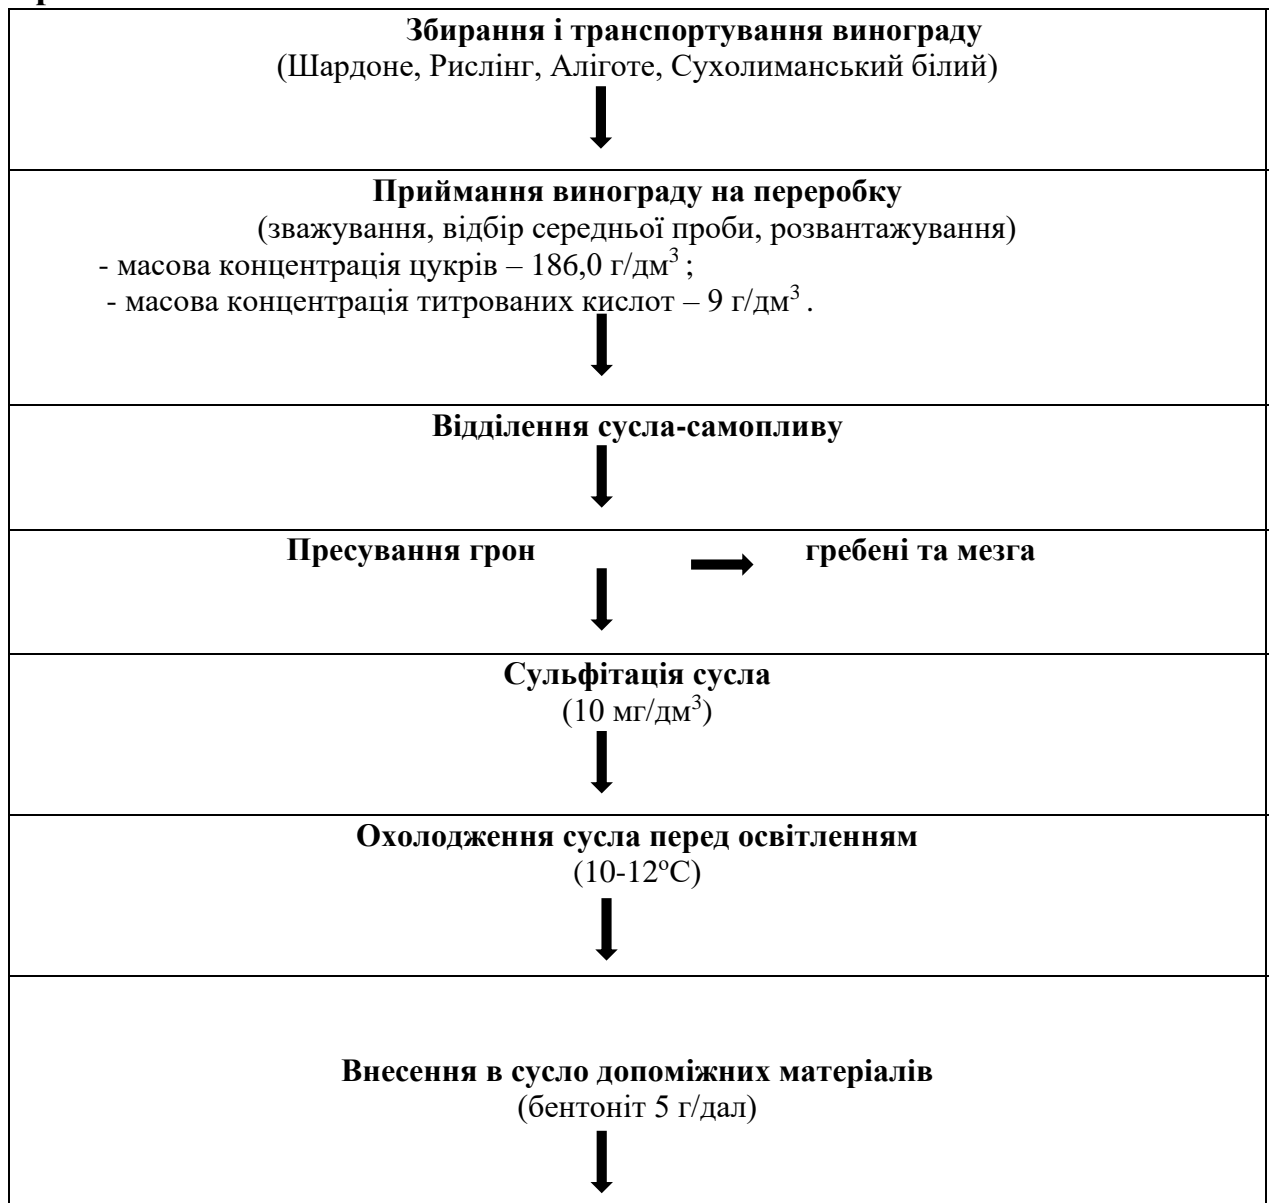 Збирання і транспортування винограду
(Шардоне, Рислінг, Аліготе, Сухолиманський білий)
Приймання винограду на переробку
(зважування, відбір середньої проби, розвантажування)
- масова концентрація цукрів – 186,0 г/дм³ ;
- масова концентрація титрованих кислот – 9 г/дм³ .
Відділення сусла-самопливу
Пресування грон гребені та мезга
Сульфітація сусла
(10 мг/дм³)
Охолодження сусла перед освітленням
(10-12ºС)
Внесення в сусло допоміжних матеріалів
(бентоніт 5 г/дал)